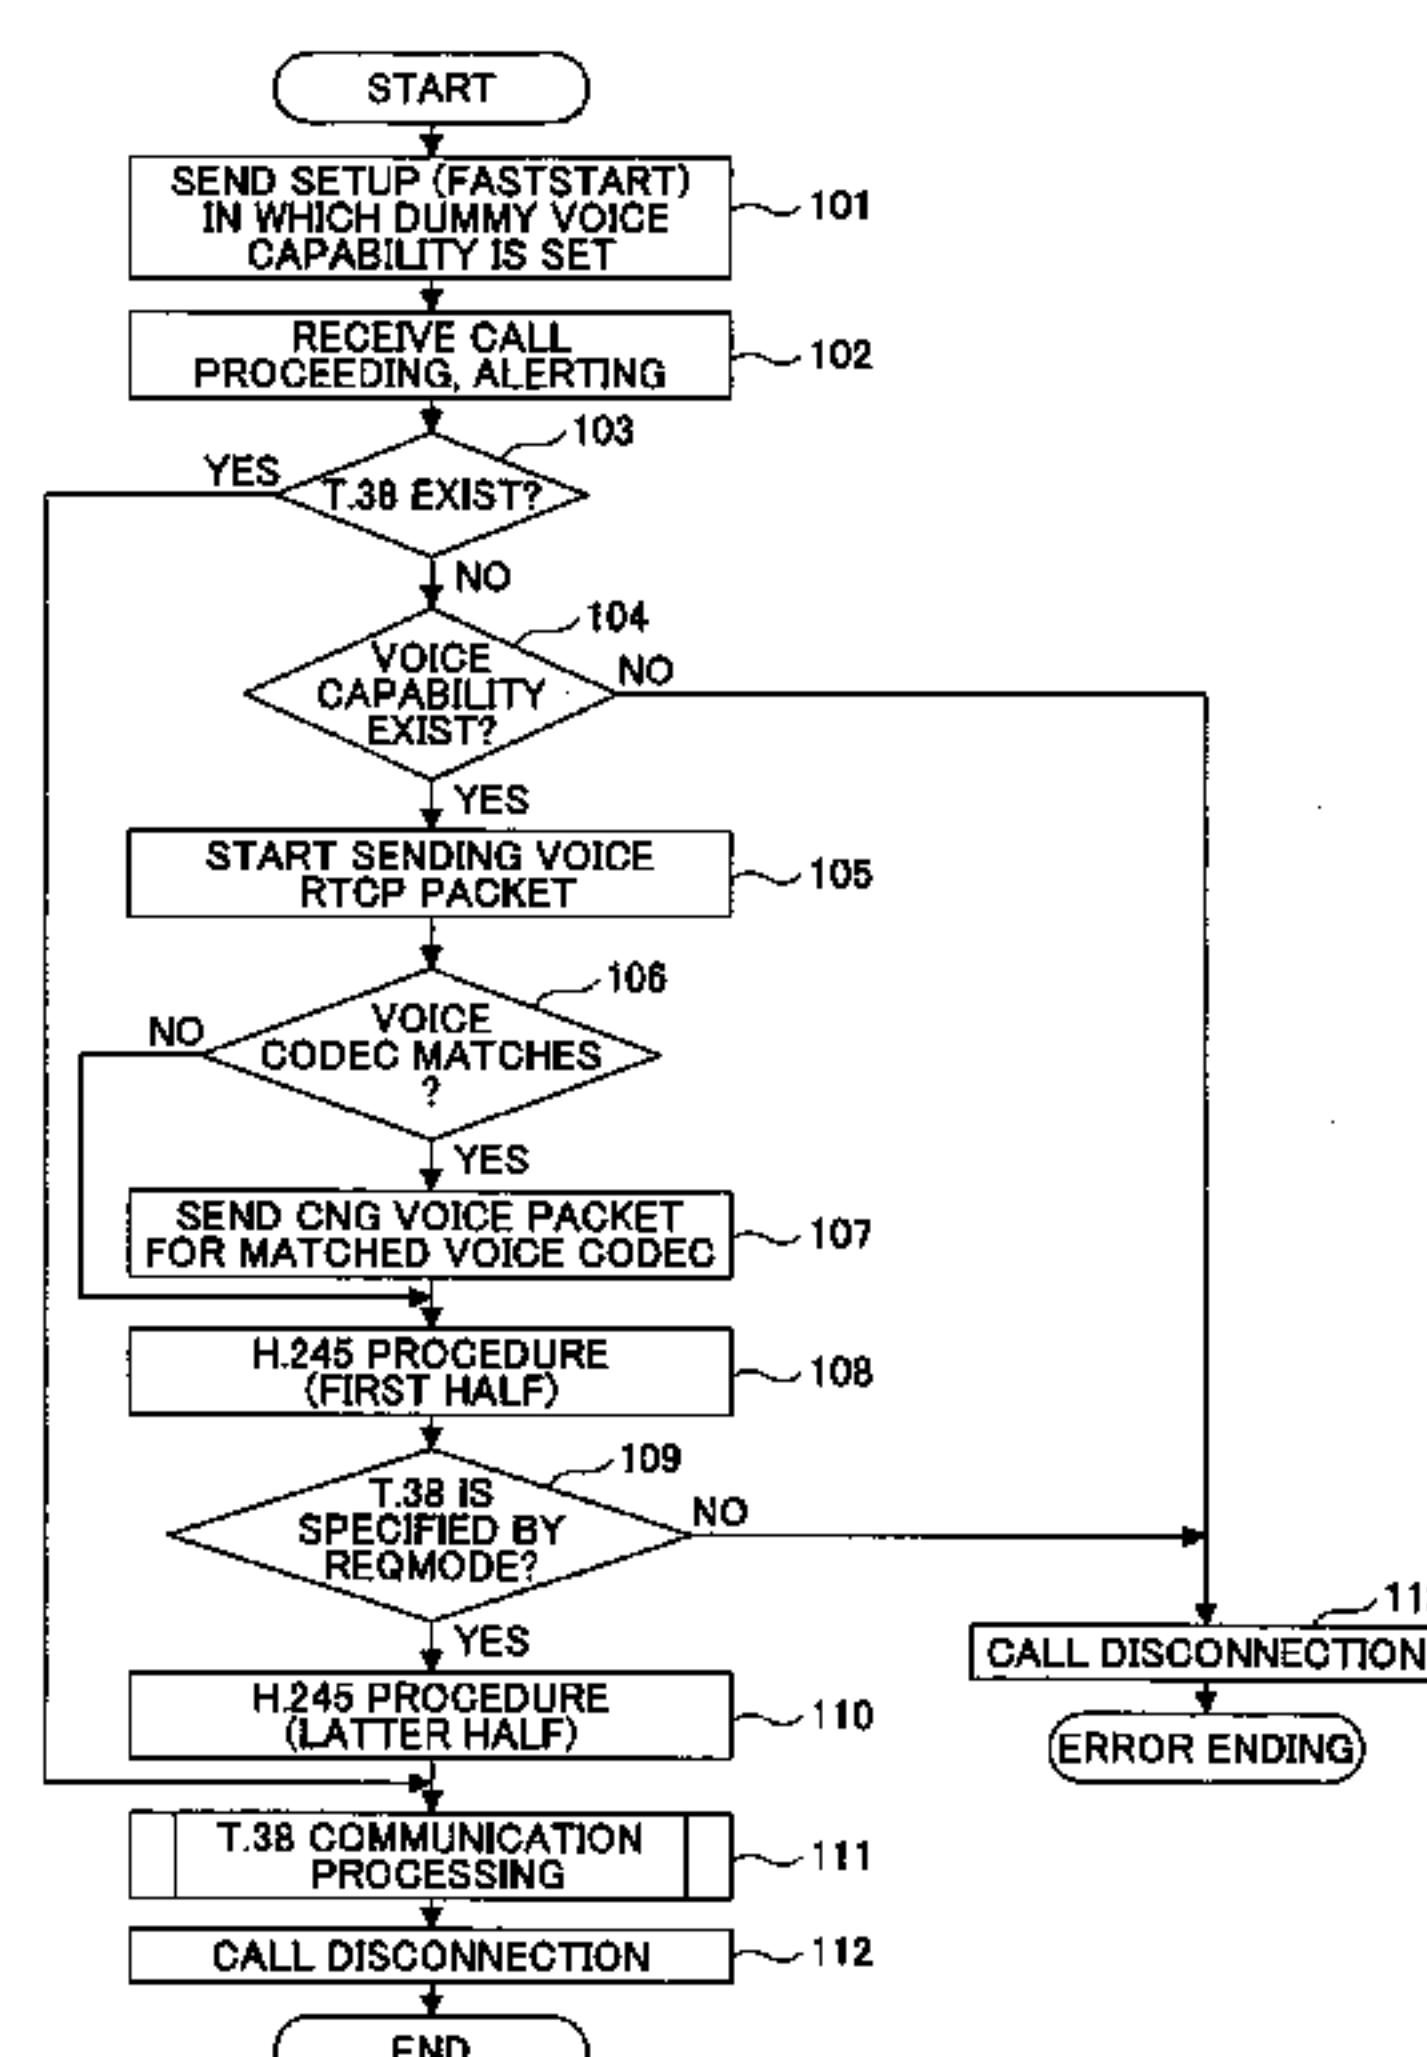 START
SEND SETUP (FASTSTART)
IN WHICH DUMMY VOICE
CAPABILITY IS SET
101
RECEIVE CALL
PROCEEDING, ALERTING
102
103
YES
T.38 EXIST?
NO
104
VOICE
CAPABILITY
EXIST?
NO
YES
START SENDING VOICE
RTCP PACKET
105
106
NO
VOICE
CODEC MATCHES
?
YES
SEND CNG VOICE PACKET
FOR MATCHED VOICE CODEC
107
H.245 PROCEDURE
(FIRST HALF)
108
109
T.38 IS
SPECIFIED BY
REQMODE?
NO
YES
CALL DISCONNECTION
H.245 PROCEDURE
(LATTER HALF)
110
ERROR ENDING
T.38 COMMUNICATION
PROCESSING
111
CALL DISCONNECTION
112
END